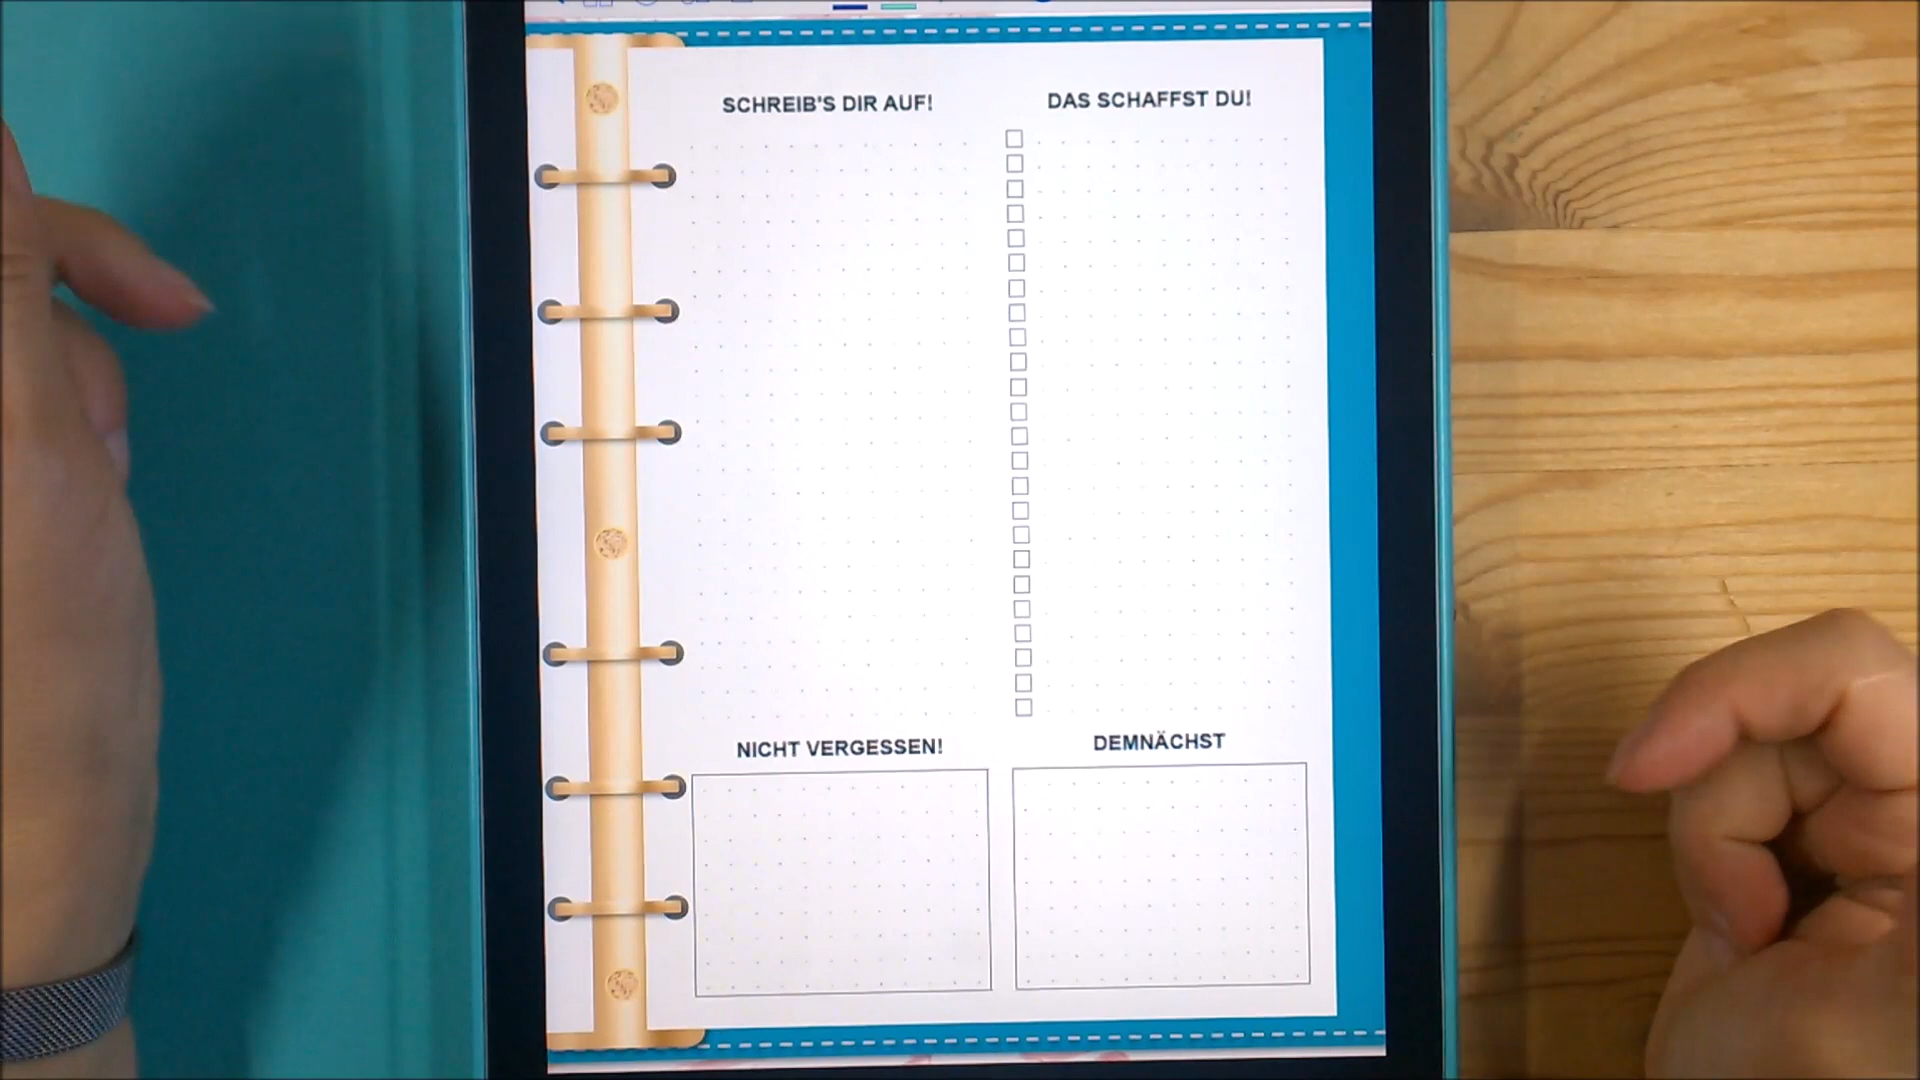 SCHREIB'S DIR AUF!
DAS SCHAFFST DU!
NICHT VERGESSEN!
DEMNÄCHST